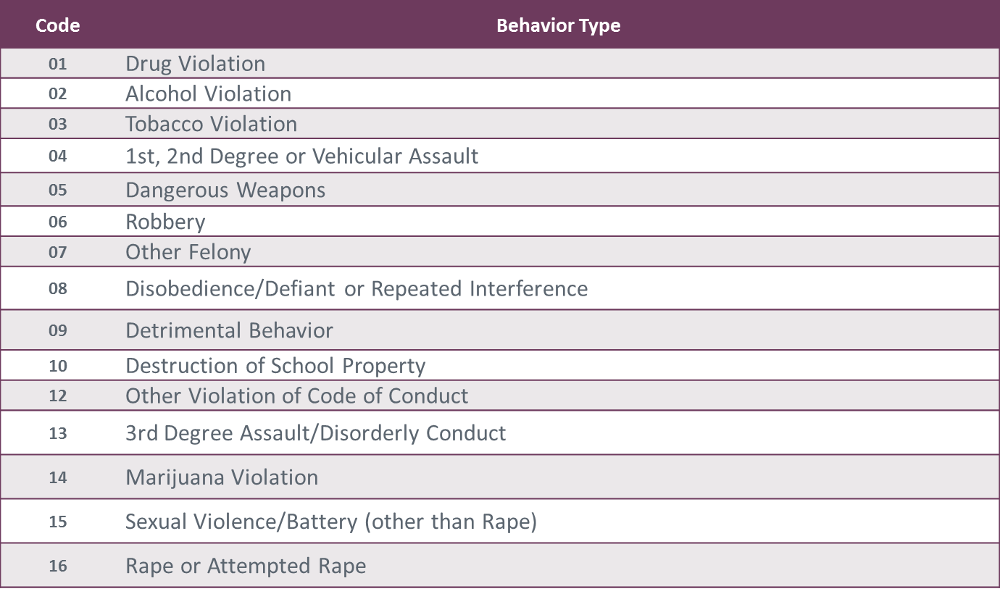 Code Behavior Type
01 Drug Violation
02 Alcohol Violation
03 Tobacco Violation
04 1st, 2nd Degree or Vehicular Assault
05 Dangerous Weapons
06 Robbery
07 Other Felony
08 Disobedience/Defiant or Repeated Interference
09 Detrimental Behavior
10 Destruction of School Property
12 Other Violation of Code of Conduct
13 3rd Degree Assault/Disorderly Conduct
14 Marijuana Violation
15 Sexual Violence/Battery (other than Rape)
16 Rape or Attempted Rape